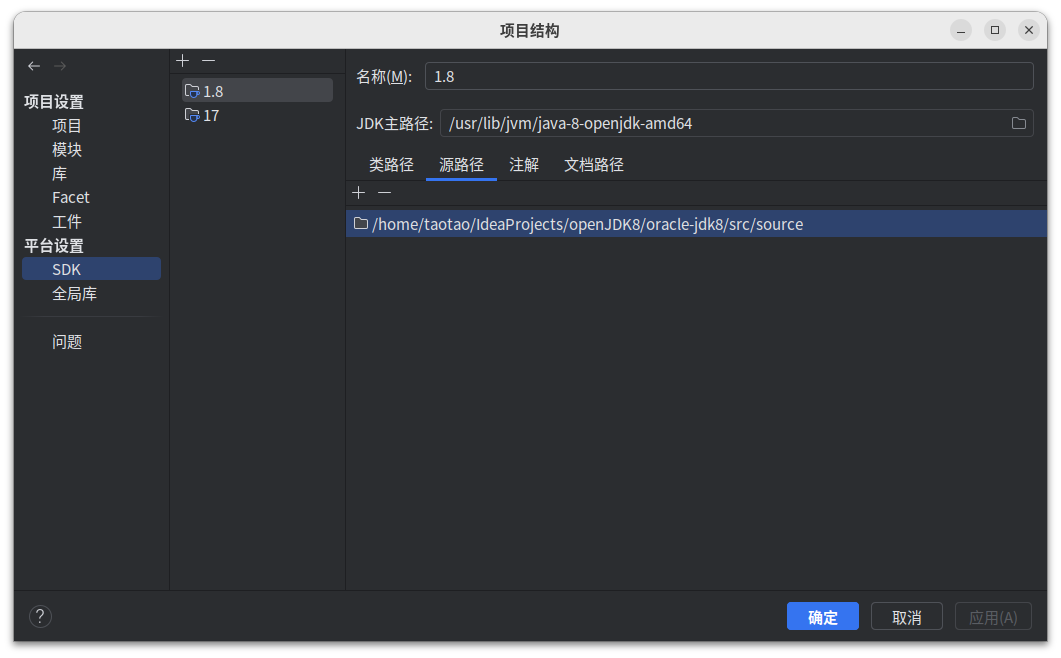 项目结构
项目设置
项目
模块
库
Facet
工件
平台设置
SDK
全局库
问题
1.8
17
名称(M): 1.8
JDK主路径: /usr/lib/jvm/java-8-openjdk-amd64
类路径 源路径 注解 文档路径
/home/taotao/IdeaProjects/openJDK8/oracle-jdk8/src/source
? 确定 取消 应用(A)